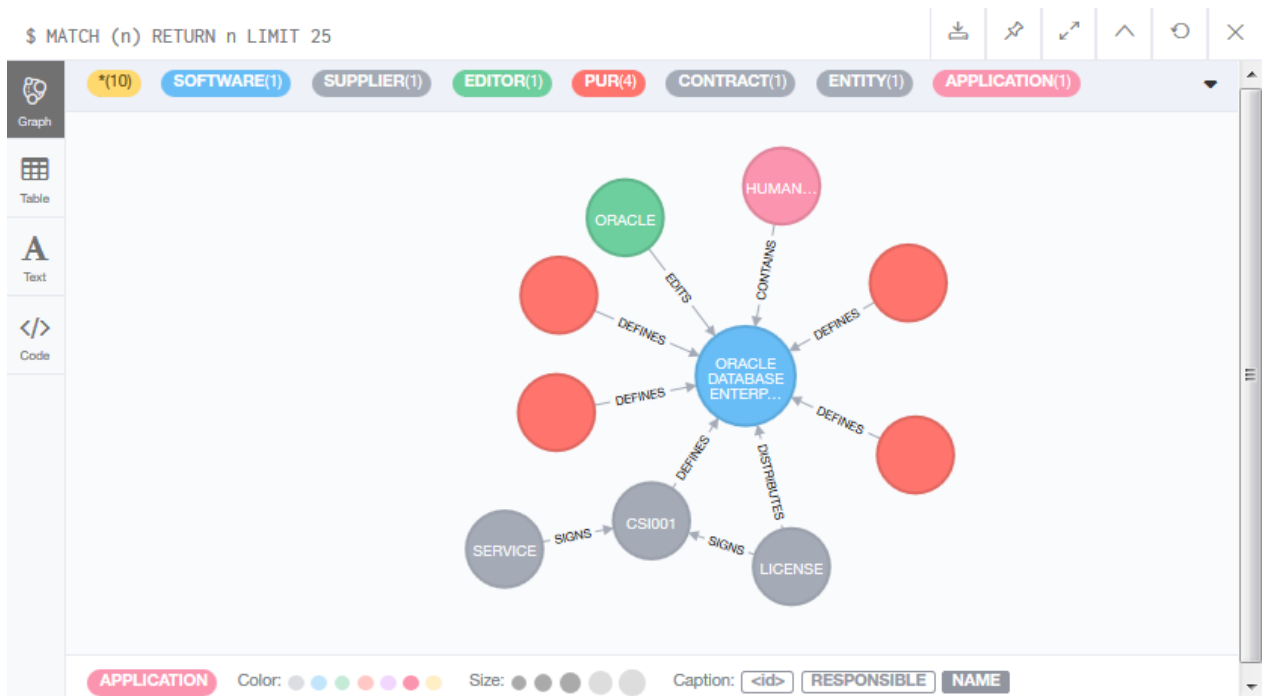 $ MATCH (n) RETURN n LIMIT 25
Graph
Table
Text
</> Code
*(10) SOFTWARE(1) SUPPLIER(1) EDITOR(1) PUR(4) CONTRACT(1) ENTITY(1) APPLICATION(1)
HUMAN...
ORACLE
EDITS
CONTAINS
DEFINES
DEFINES
ORACLE
DATABASE
ENTERP...
DEFINES
DEFINES
DEFINES
DISTRIBUTES
CSI001
SERVICE
SIGNS
SIGNS
LICENSE
APPLICATION Color: Size: Caption: <id> RESPONSIBLE NAME